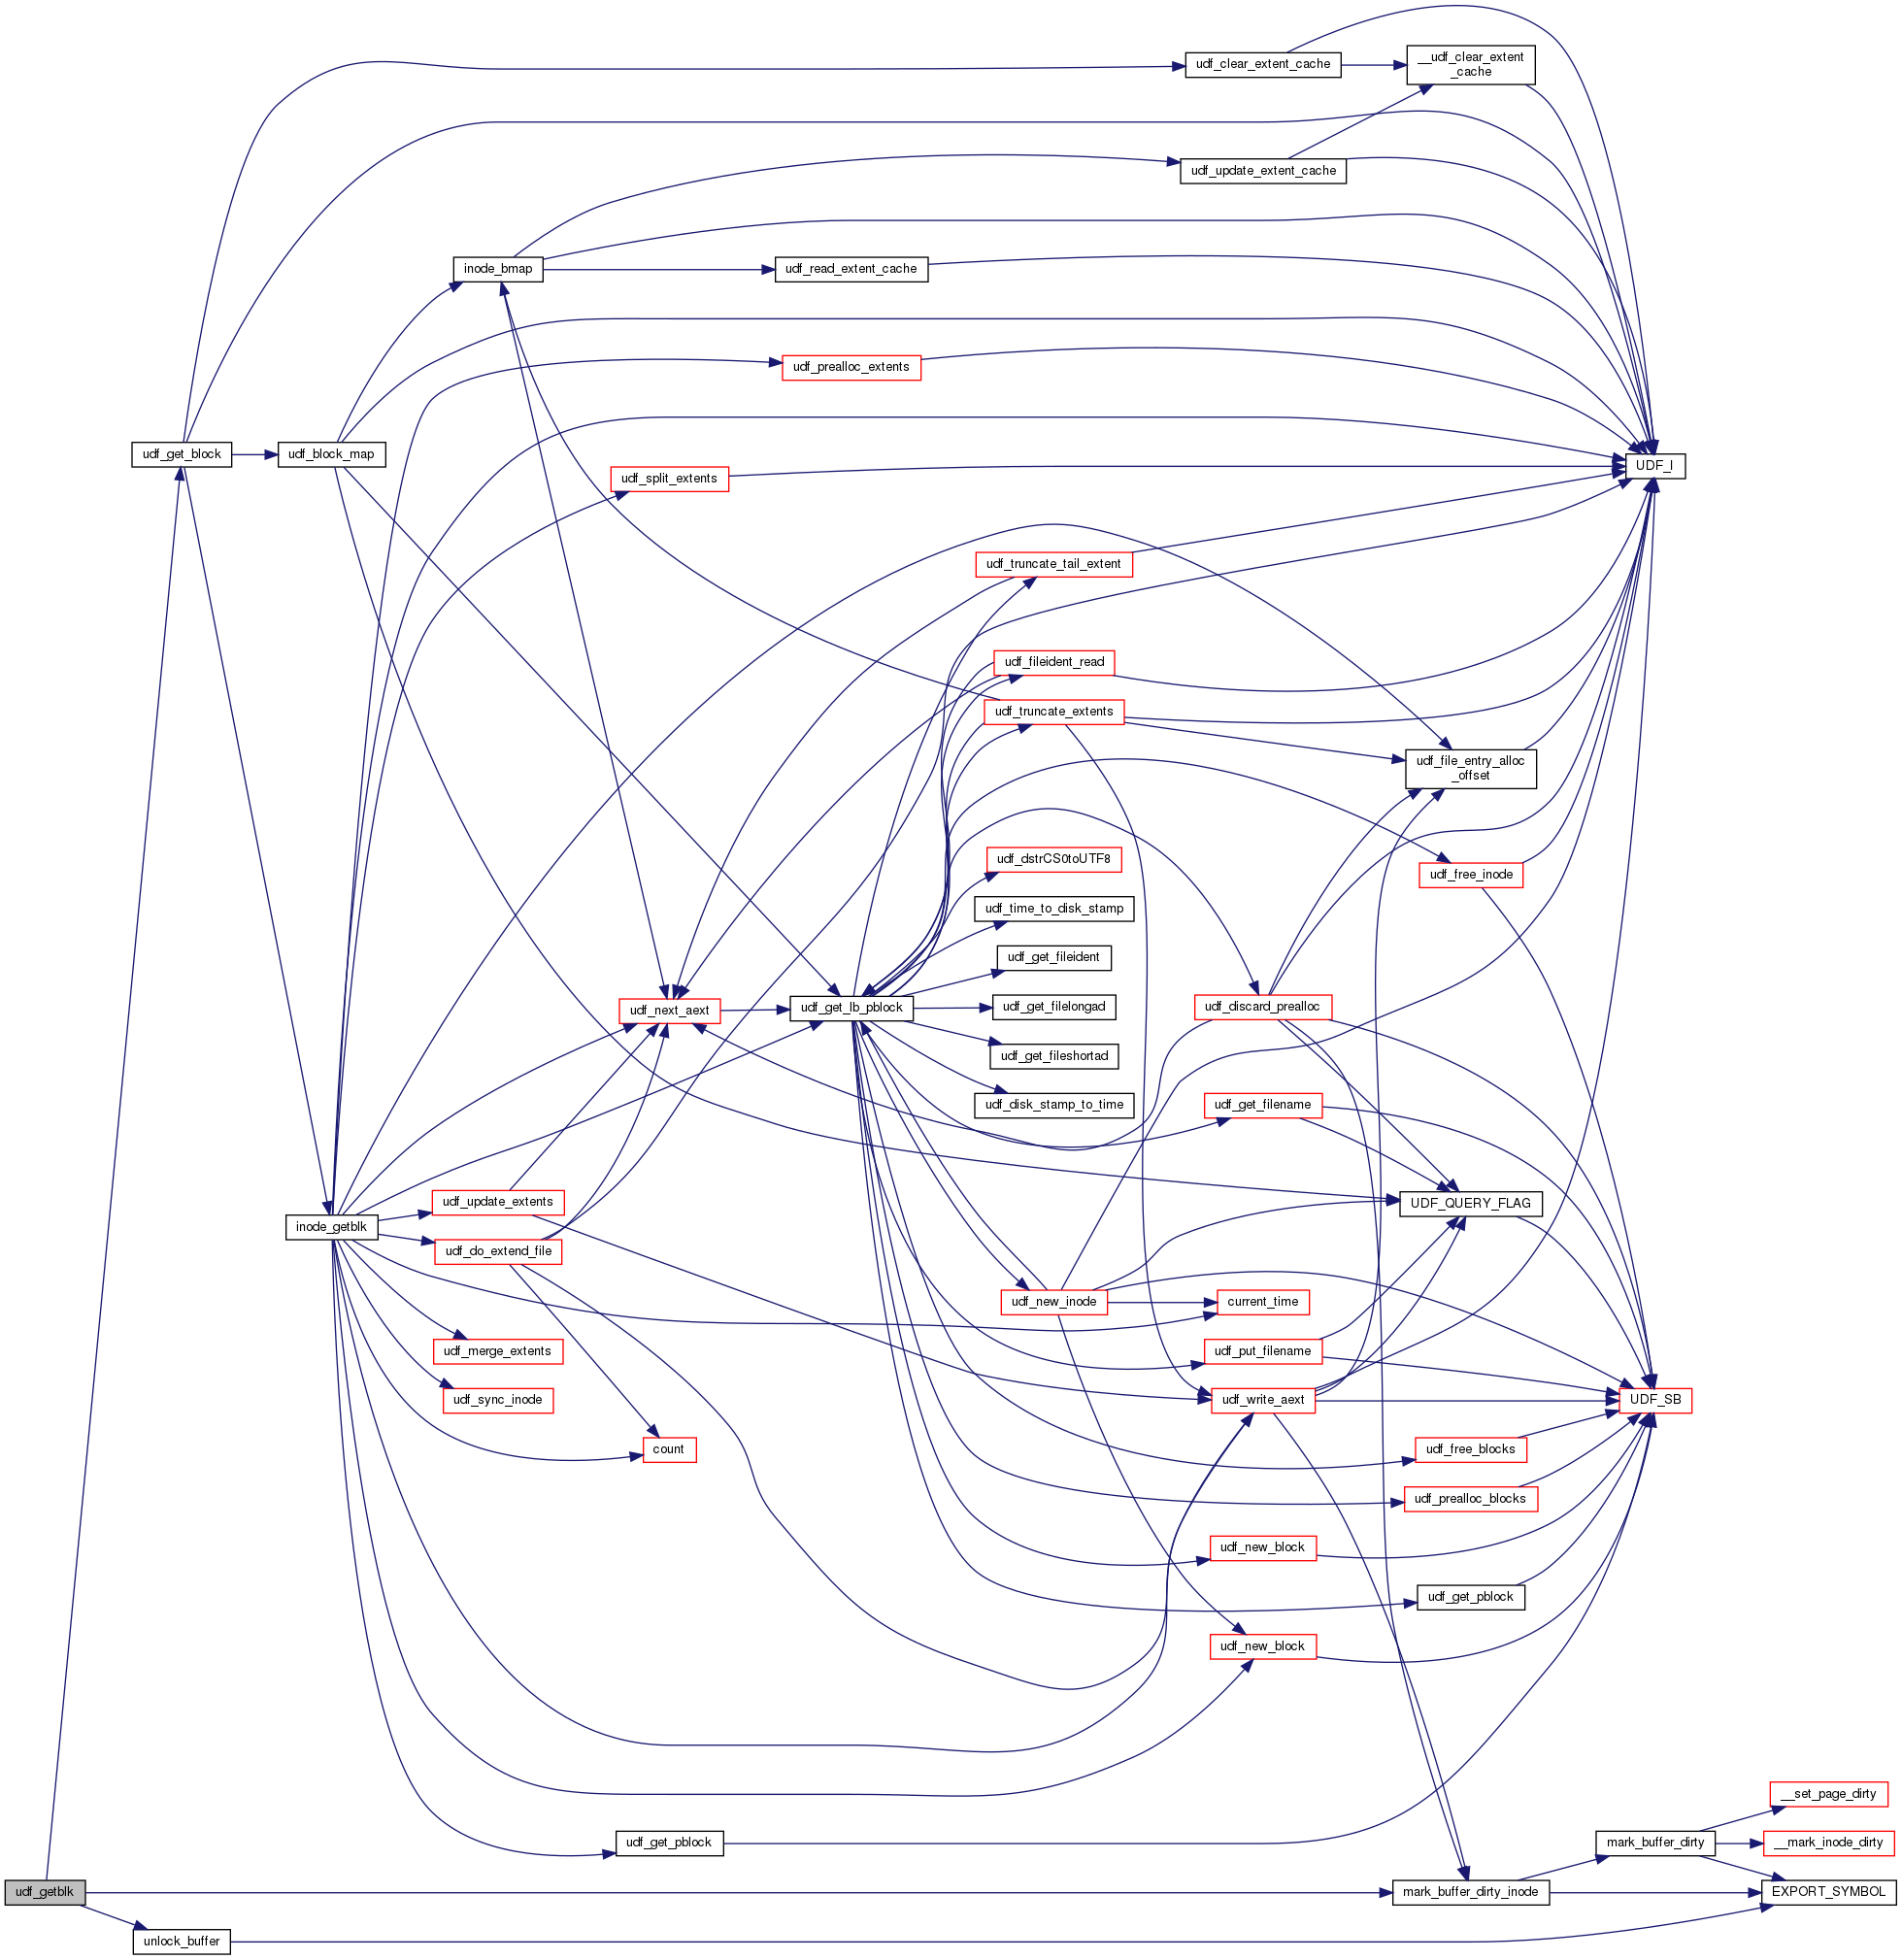 udf_clear_extent_cache
__udf_clear_extent
_cache
udf_update_extent_cache
inode_bmap
udf_read_extent_cache
udf_prealloc_extents
udf_get_block
udf_block_map
UDF_I
udf_split_extents
udf_truncate_tail_extent
udf_fileident_read
udf_truncate_extents
udf_file_entry_alloc
_offset
udf_dstrCS0toUTF8
udf_free_inode
udf_time_to_disk_stamp
udf_get_fileident
udf_next_aext
udf_get_lb_pblock
udf_get_filelongad
udf_discard_prealloc
udf_get_fileshortad
udf_disk_stamp_to_time
udf_get_filename
udf_update_extents
UDF_QUERY_FLAG
inode_getblk
udf_do_extend_file
udf_new_inode
current_time
udf_merge_extents
udf_put_filename
udf_sync_inode
udf_write_aext
UDF_SB
count
udf_free_blocks
udf_prealloc_blocks
udf_new_block
udf_get_pblock
udf_new_block
__set_page_dirty
udf_get_pblock
mark_buffer_dirty
__mark_inode_dirty
udf_getblk
mark_buffer_dirty_inode
EXPORT_SYMBOL
unlock_buffer